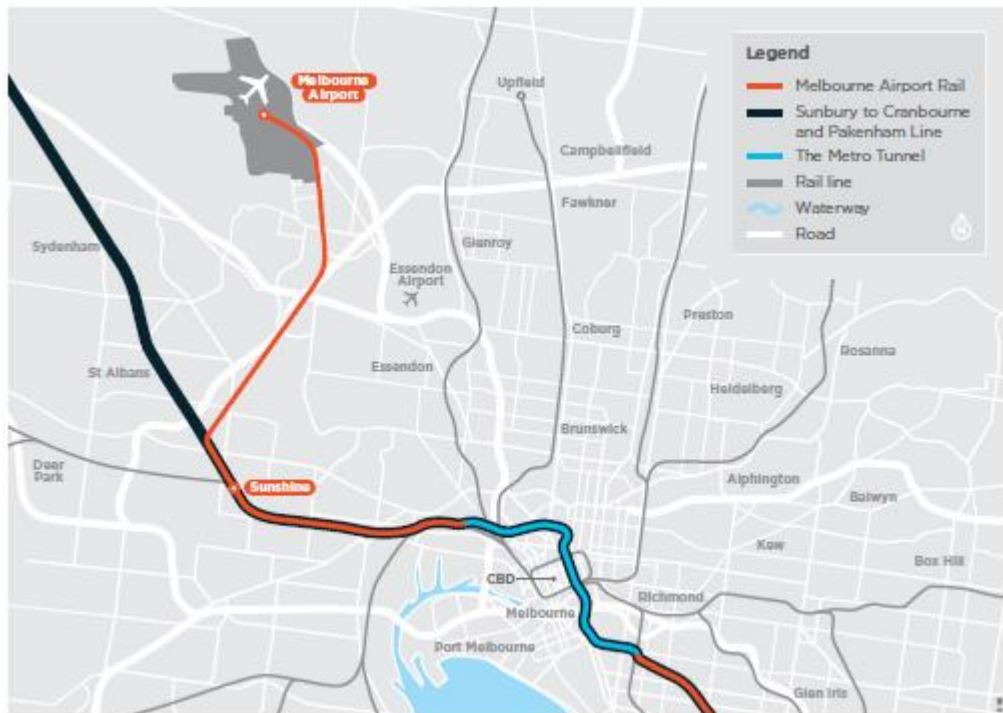 Legend
Melbourne Airport Rail
Sunbury to Cranbourne
and Pakenham Line
The Metro Tunnel
Rail line
Waterway
Road
Melbourne
Airport
Upfield
Campbellfield
Fawkner
Sydenham
Glenroy
Essendon
Airport
Coburg
Preston
Rosanna
St Albans
Essendon
Heidelberg
Brunswick
Deer
Park
Sunshine
Alphington
Balwyn
Kew
Box Hill
CBD
Richmond
Melbourne
Port Melbourne
Glen Iris